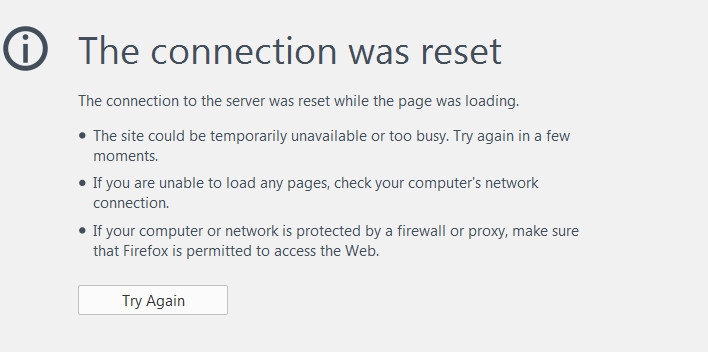 The connection was reset
The connection to the server was reset while the page was loading.
• The site could be temporarily unavailable or too busy. Try again in a few
moments.
• If you are unable to load any pages, check your computer's network
connection.
• If your computer or network is protected by a firewall or proxy, make sure
that Firefox is permitted to access the Web.
Try Again